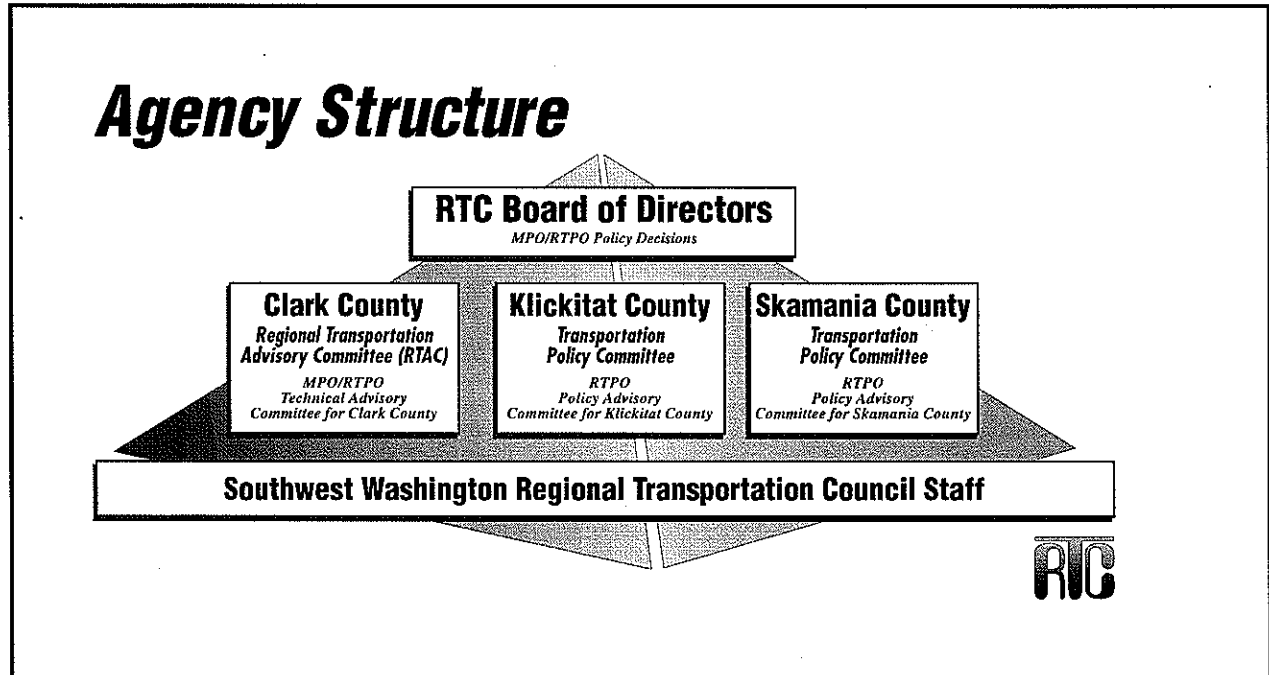 Agency Structure
RTC Board of Directors
MPO/RTPO Policy Decisions
Clark County
Regional Transportation
Advisory Committee (RTAC)
MPO/RTPO
Technical Advisory
Committee for Clark County
Klickitat County
Transportation
Policy Committee
RTPO
Policy Advisory
Committee for Klickitat County
Skamania County
Transportation
Policy Committee
RTPO
Policy Advisory
Committee for Skamania County
Southwest Washington Regional Transportation Council Staff
RTC